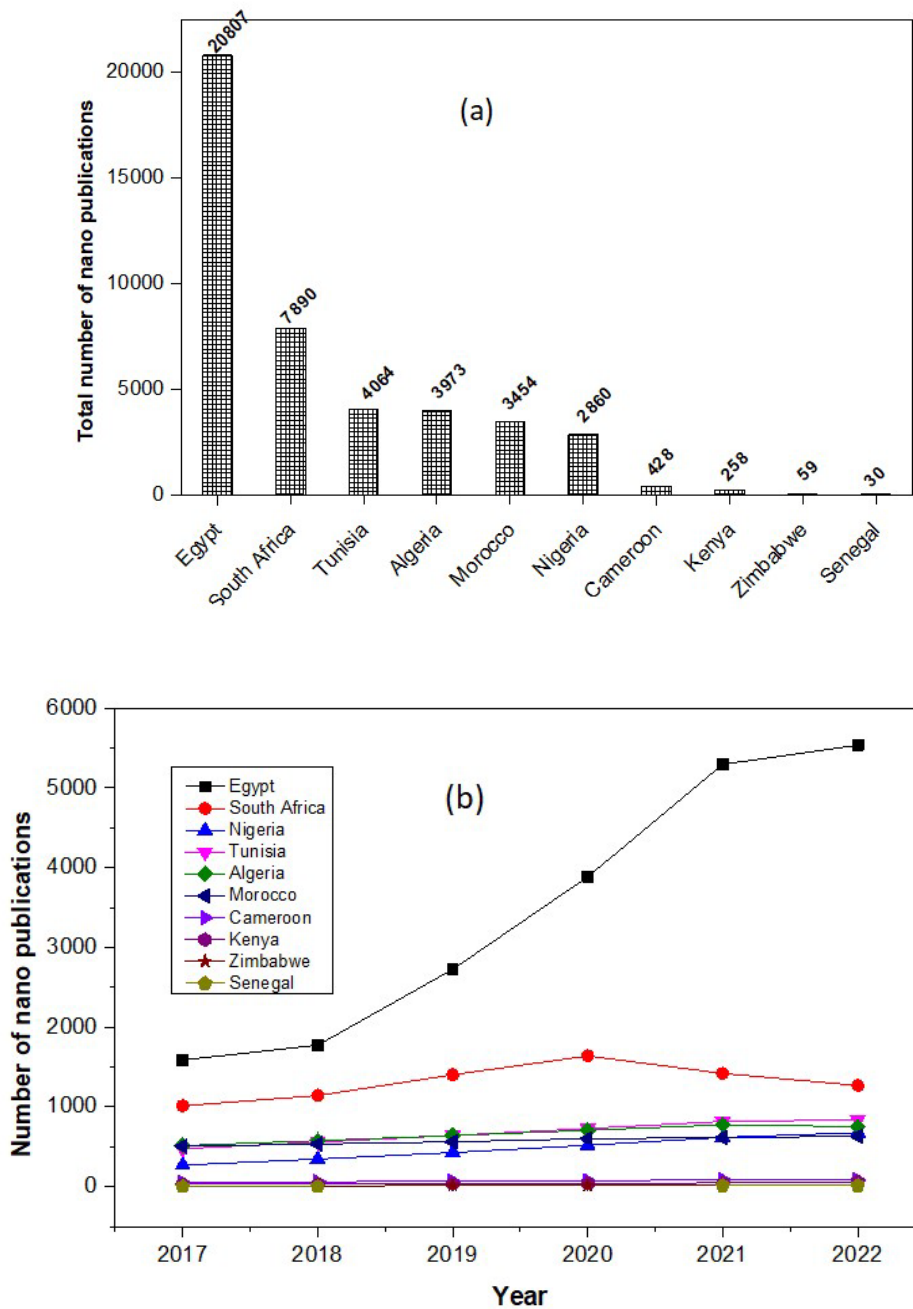 (a)
Total number of nano publications
20000
15000
10000
5000
0
20807
7890
4064
3973
3454
2860
428
258
59
30
Egypt
South Africa
Tunisia
Algeria
Morocco
Nigeria
Cameroon
Kenya
Zimbabwe
Senegal
(b)
Number of nano publications
6000
5000
4000
3000
2000
1000
0
Egypt
South Africa
Nigeria
Tunisia
Algeria
Morocco
Cameroon
Kenya
Zimbabwe
Senegal
2017 2018 2019 2020 2021 2022
Year